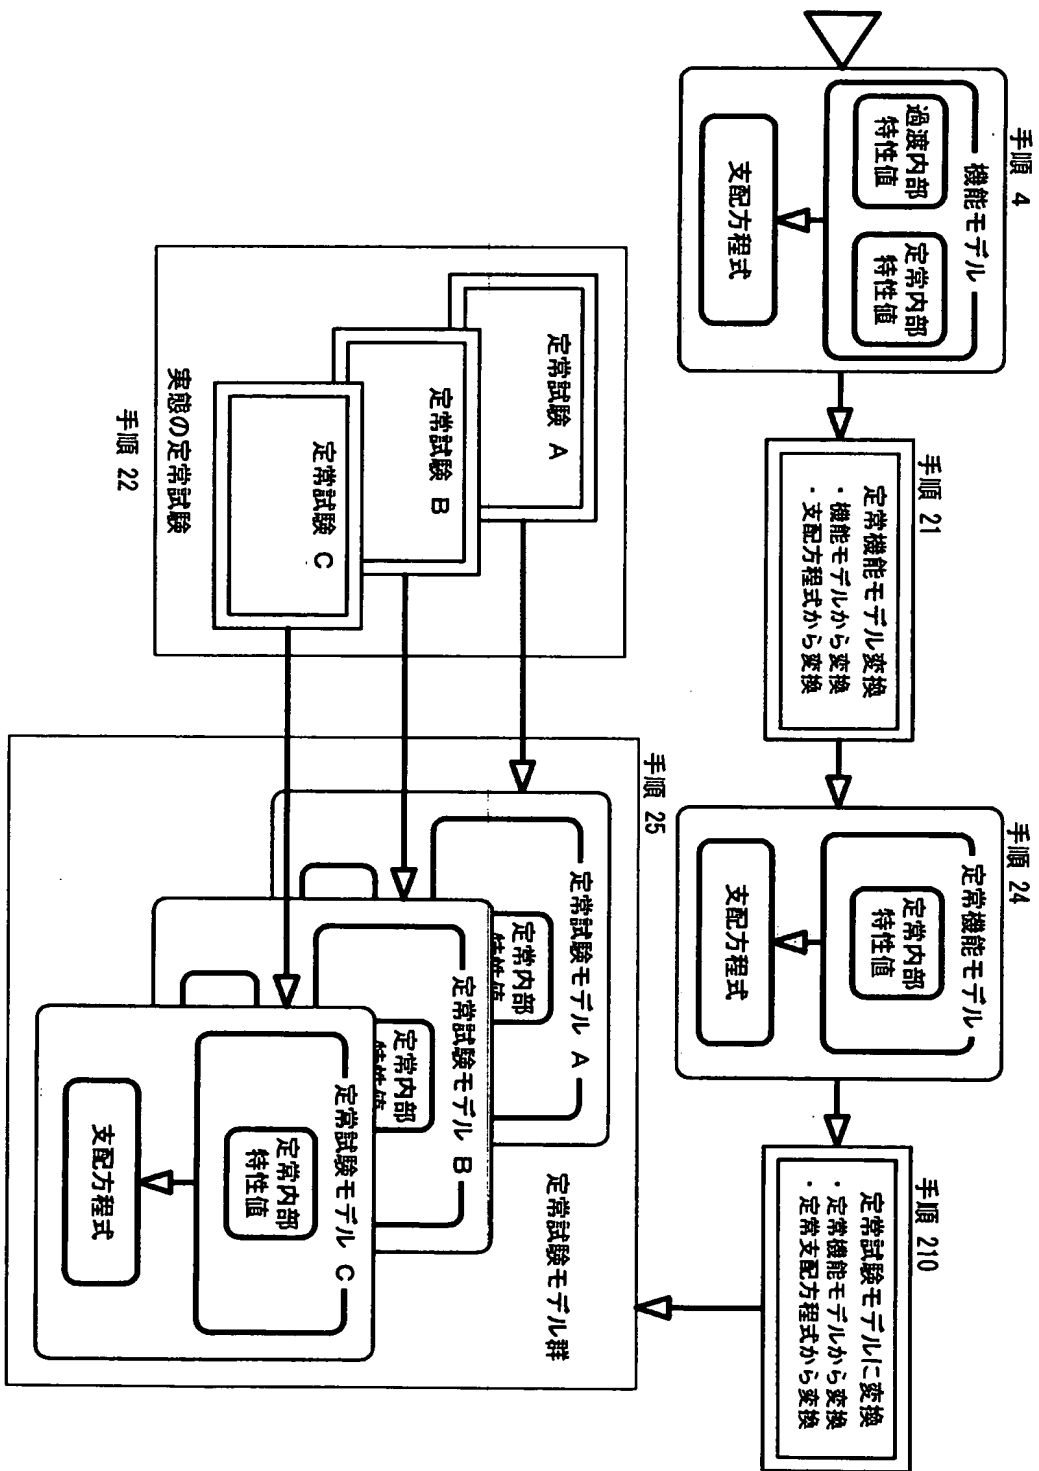 手順 4
機能モデル
過渡内部
特性値
定常内部
特性値
支配方程式
手順 21
定常機能モデル変換
・機能モデルから変換
・支配方程式から変換
手順 24
定常機能モデル
定常内部
特性値
支配方程式
手順 210
定常試験モデルに変換
・定常機能モデルから変換
・定常支配方程式から変換
定常試験 A
定常試験 B
定常試験 C
実態の定常試験
手順 22
手順 25
定常試験モデル A
定常内部
特性値
定常試験モデル B
定常内部
特性値
定常試験モデル C
定常内部
特性値
支配方程式
定常試験モデル群